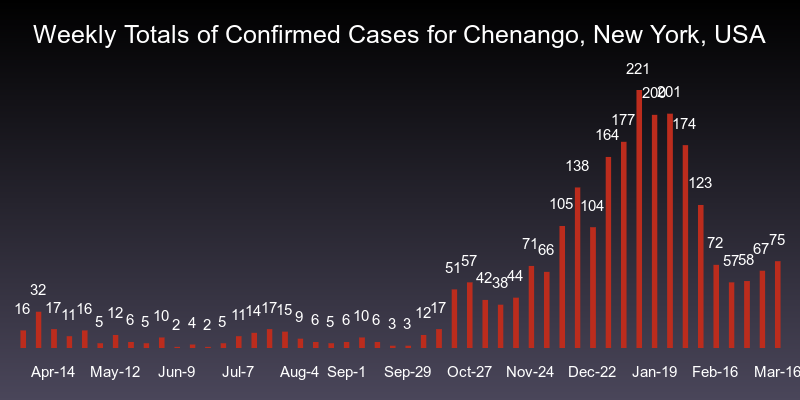 Weekly Totals of Confirmed Cases for Chenango, New York, USA
16 32 17 11 16 5 12 6 5 10 2 4 2 5 11 14 17 15 9 6 5 6 10 6 3 3 12 17 51 57 42 38 44 71 66 105 138 104 164 177 221 200 201 174 123 72 57 58 67 75
Apr-14 May-12 Jun-9 Jul-7 Aug-4 Sep-1 Sep-29 Oct-27 Nov-24 Dec-22 Jan-19 Feb-16 Mar-16